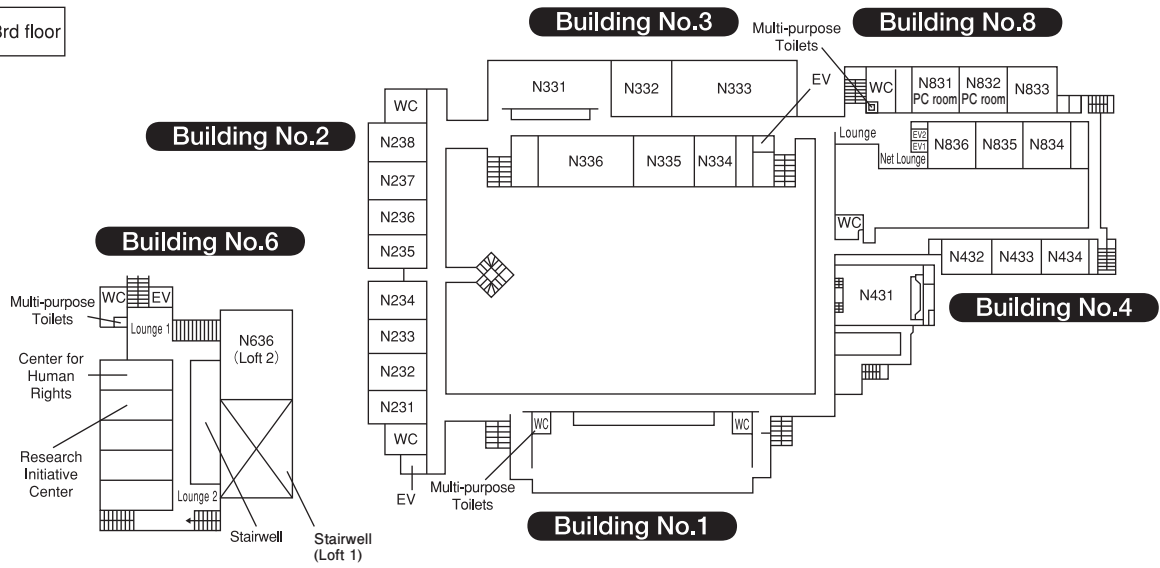 3rd floor
Building No.3
Multi-purpose
Toilets
Building No.8
EV
WC
N831
PC room
N832
PC room
N833
N331
N332
N333
WC
Building No.2
N238
Lounge
EV2
EV1
Net Lounge
N836
N835
N834
N336
N335
N334
N237
N236
N235
WC
Building No.6
N432
N433
N434
WC
EV
Multi-purpose
Toilets
Lounge 1
N234
N431
Building No.4
N636
(Loft 2)
N233
Center for
Human
Rights
N232
N231
WC
WC
WC
Research
Initiative
Center
Lounge 2
EV
Multi-purpose
Toilets
Building No.1
Stairwell
Stairwell
(Loft 1)